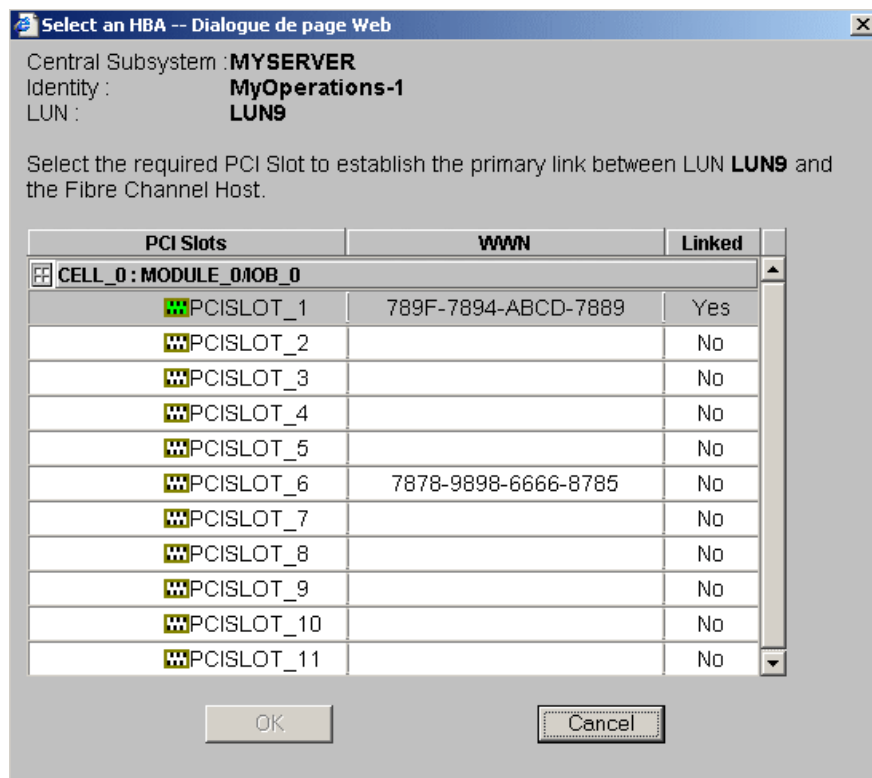 Select an HBA -- Dialogue de page Web
Central Subsystem : MYSERVER
Identity : MyOperations-1
LUN : LUN9
Select the required PCI Slot to establish the primary link between LUN LUN9 and
the Fibre Channel Host.
PCI Slots WWN Linked
CELL_0 : MODULE_0/IOB_0
PCISLOT_1 789F-7894-ABCD-7889 Yes
PCISLOT_2 No
PCISLOT_3 No
PCISLOT_4 No
PCISLOT_5 No
PCISLOT_6 7878-9898-6666-8785 No
PCISLOT_7 No
PCISLOT_8 No
PCISLOT_9 No
PCISLOT_10 No
PCISLOT_11 No
OK Cancel